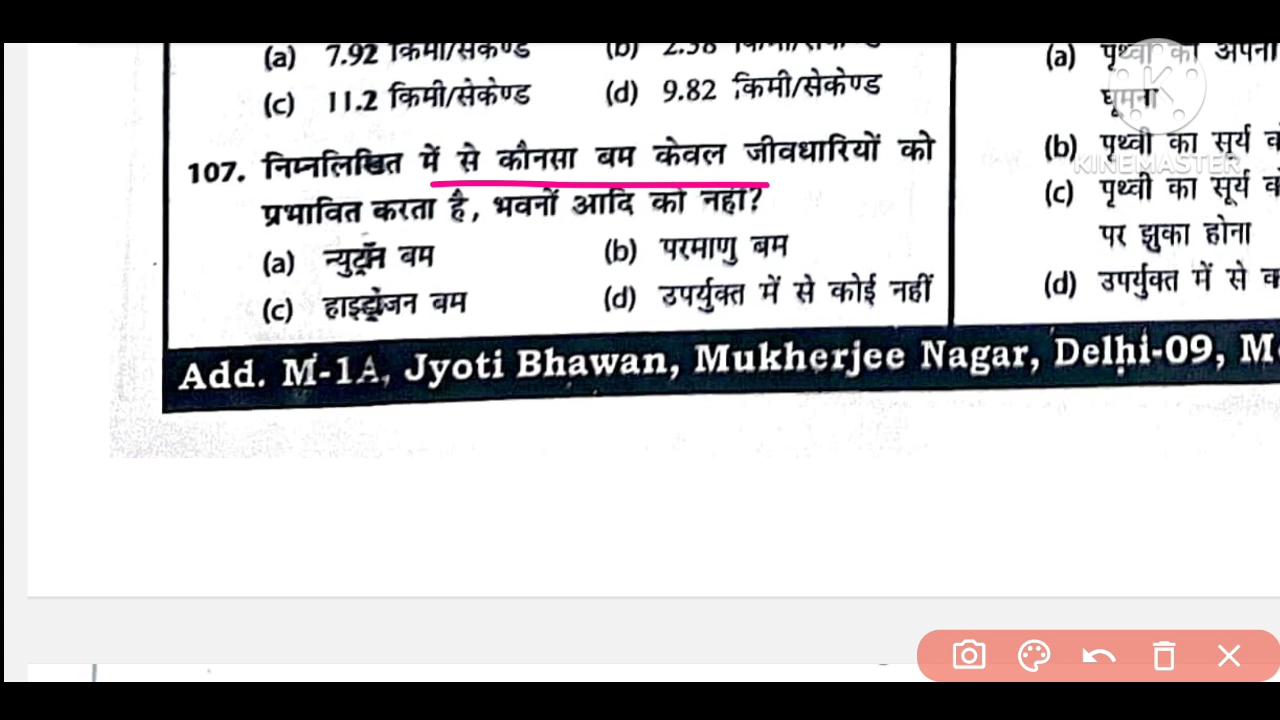 (a) 7.92 किमी/सेकेण्ड (b) 2.38 किमी/सेकेण्ड
(c) 11.2 किमी/सेकेण्ड (d) 9.82 किमी/सेकेण्ड
107. निम्नलिखित में से कौनसा बम केवल जीवधारियों को
प्रभावित करता है, भवनों आदि को नहीं?
(a) न्युट्रॉन बम (b) परमाणु बम
(c) हाइड्रोजन बम (d) उपर्युक्त में से कोई नहीं
(a) पृथ्वी का अपनी
घूमना
(b) पृथ्वी का सूर्य
(c) पृथ्वी का सूर्य
पर झुका होना
(d) उपर्युक्त में से
KINEMASTER
Add. M-1A, Jyoti Bhawan, Mukherjee Nagar, Delhi-09,